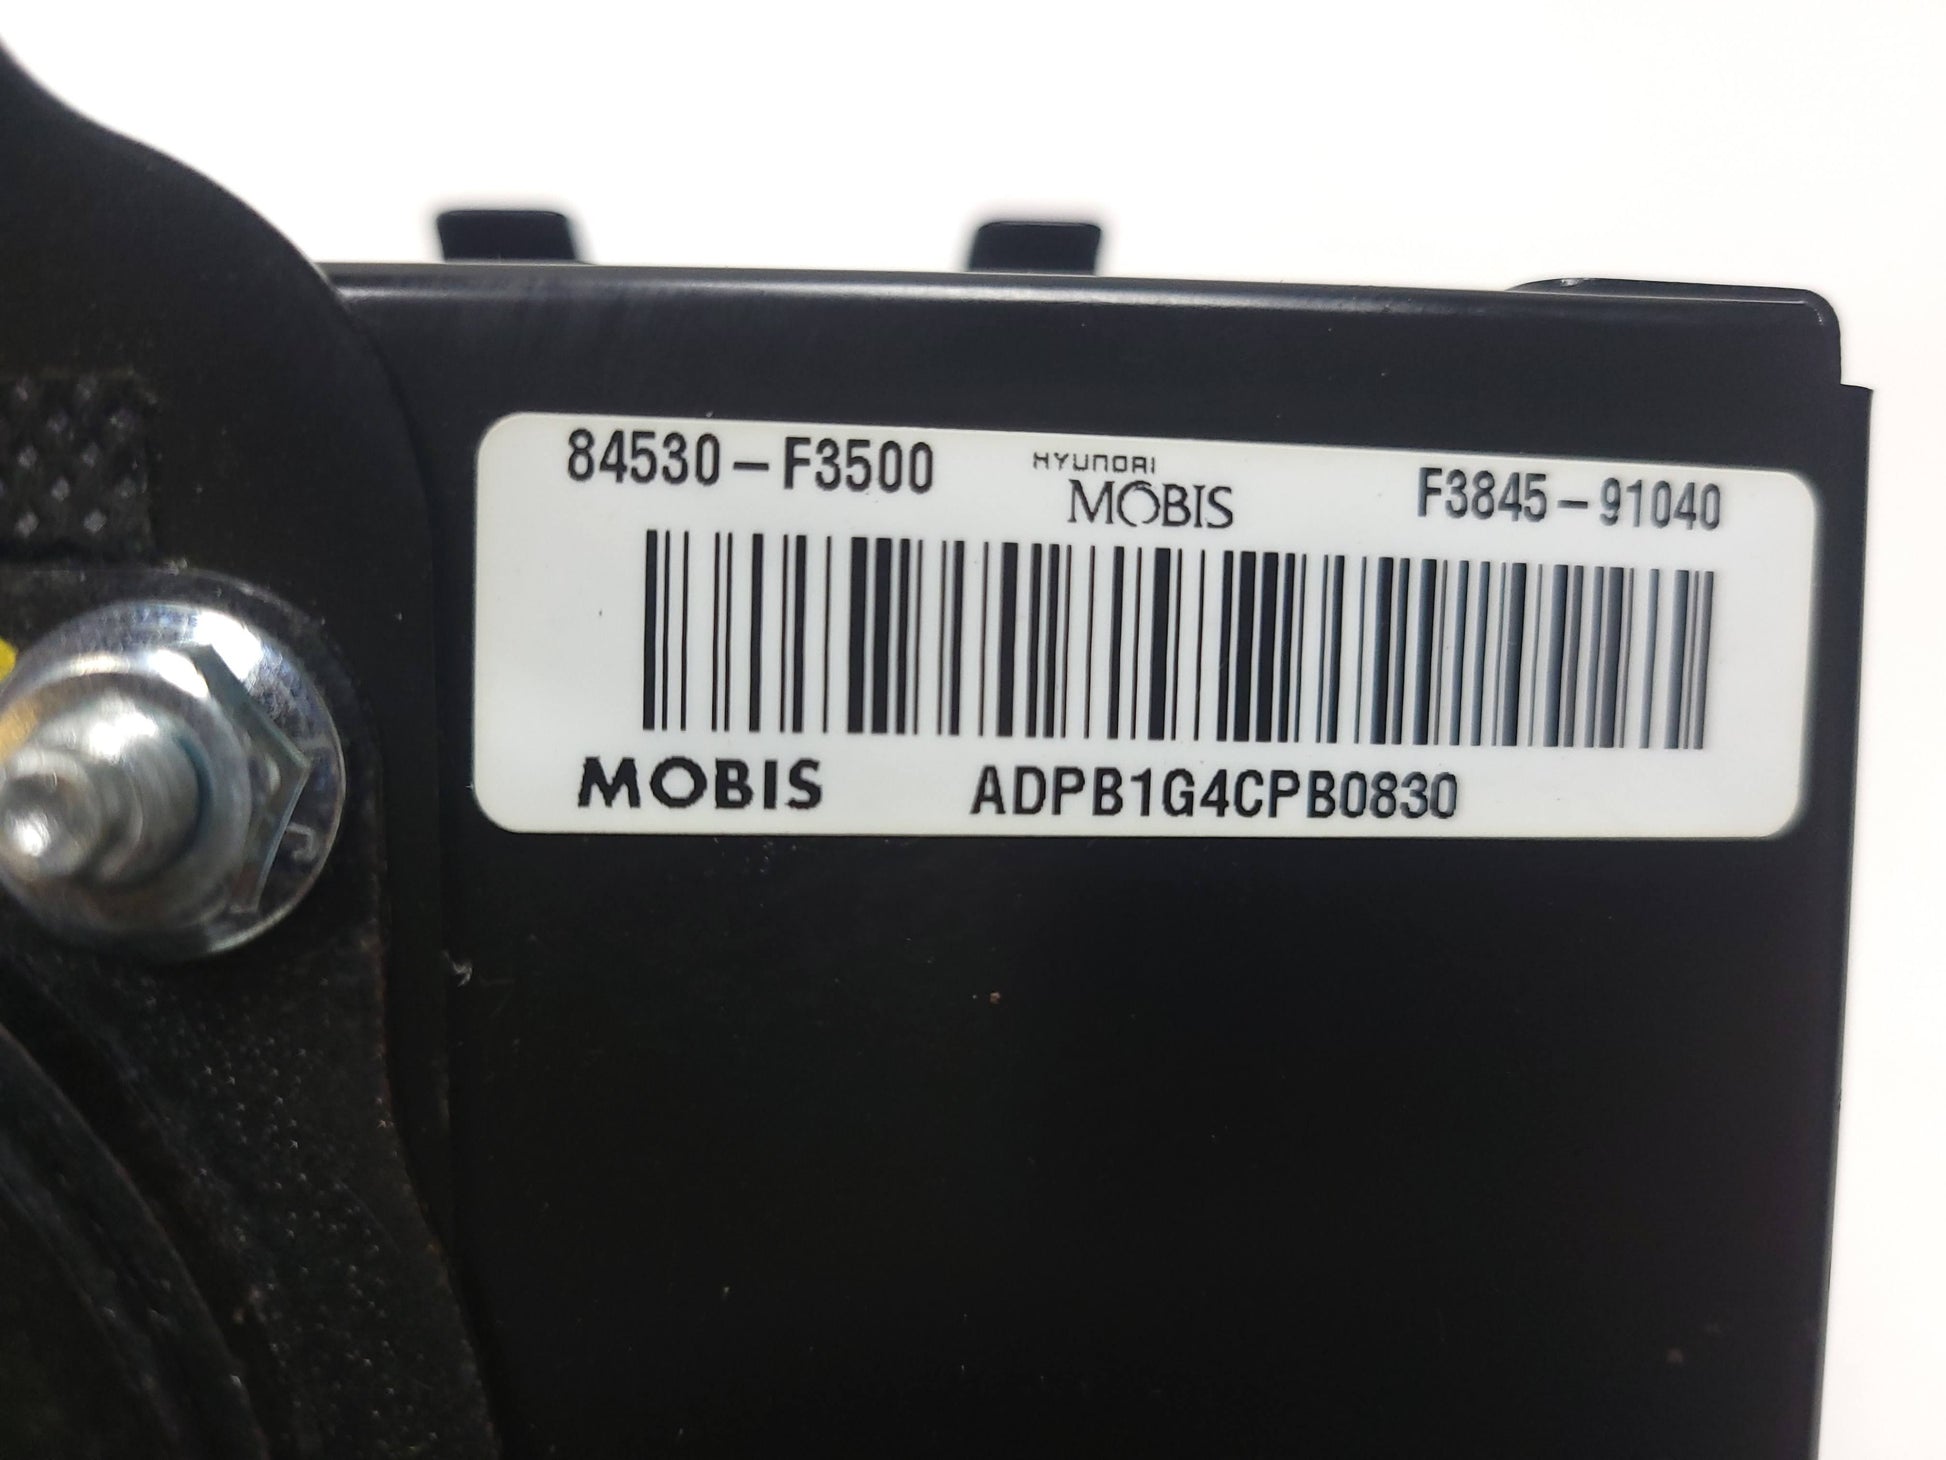 84530-F3500 HYUNDAI MOBIS F3845-91040
MOBIS ADPB1G4CPB0830